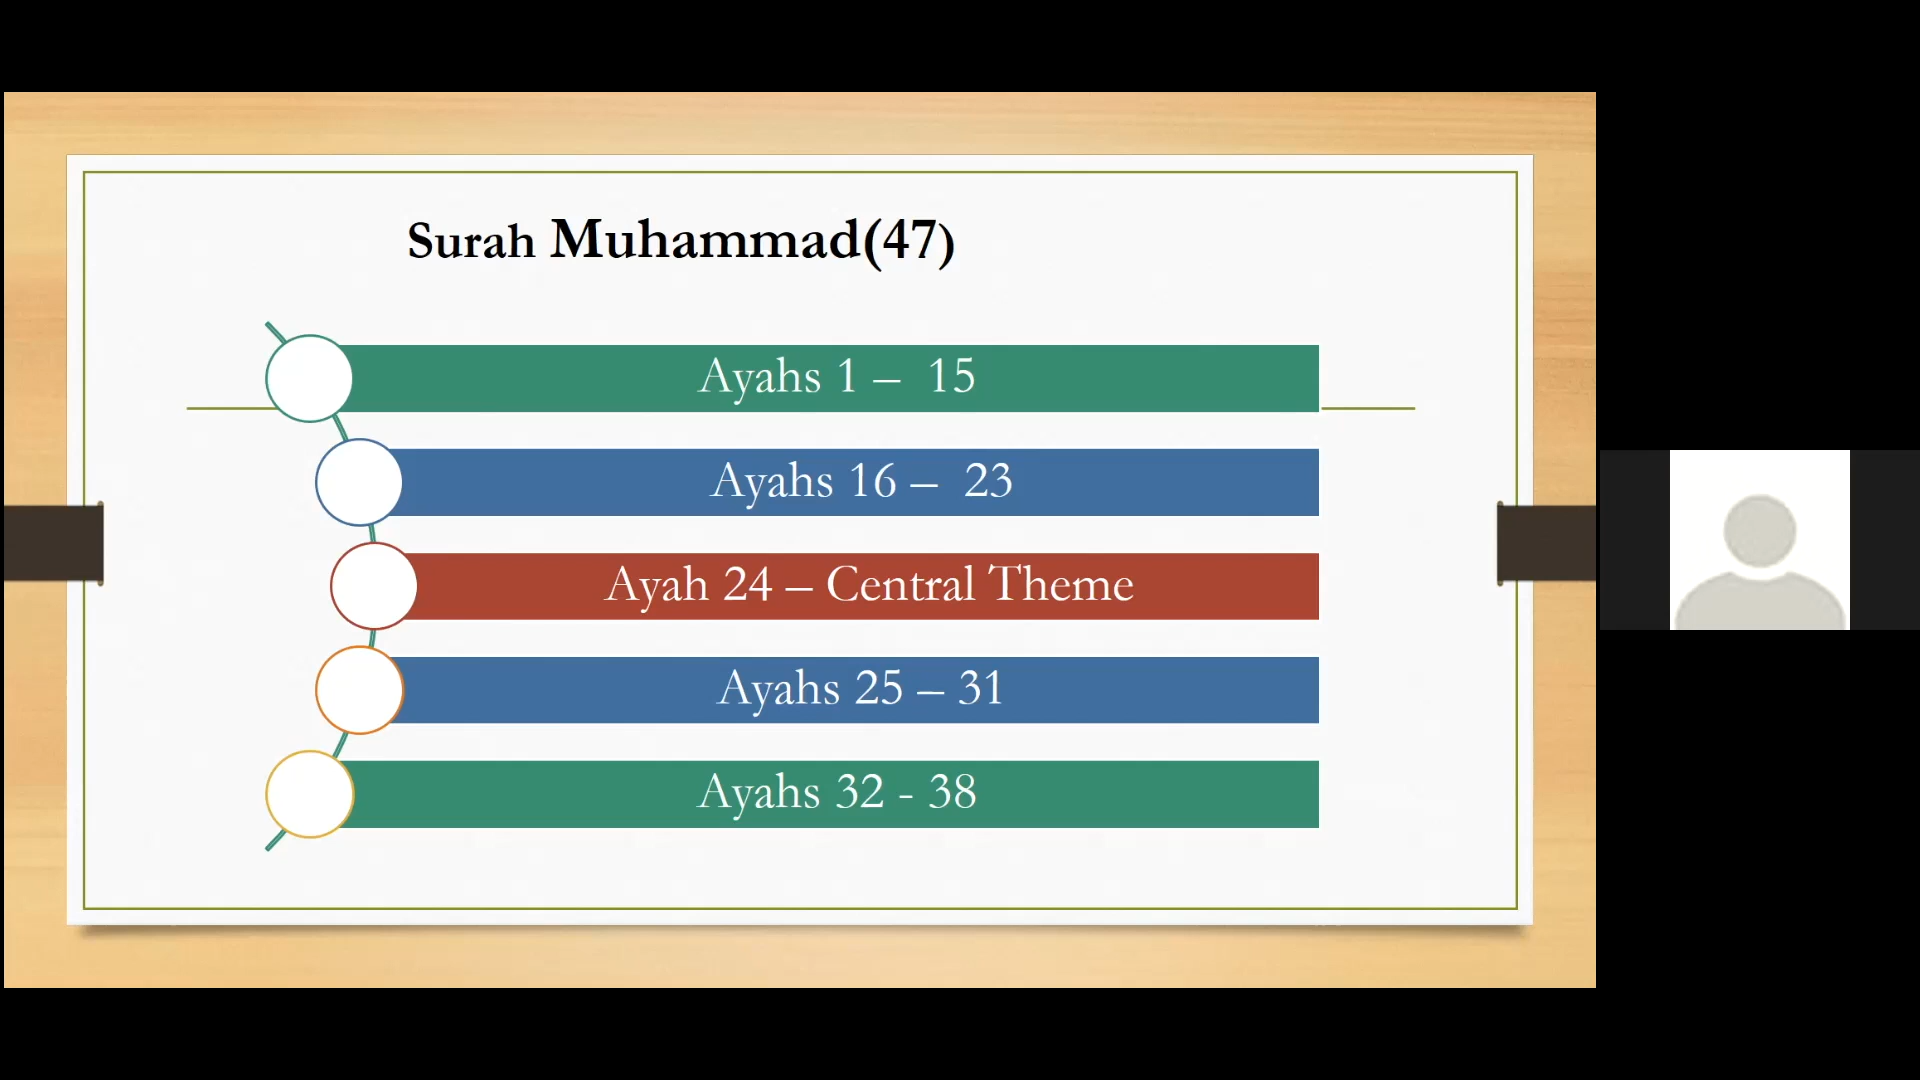 Surah Muhammad(47)
Ayahs 1 – 15
Ayahs 16 – 23
Ayah 24 – Central Theme
Ayahs 25 – 31
Ayahs 32 - 38